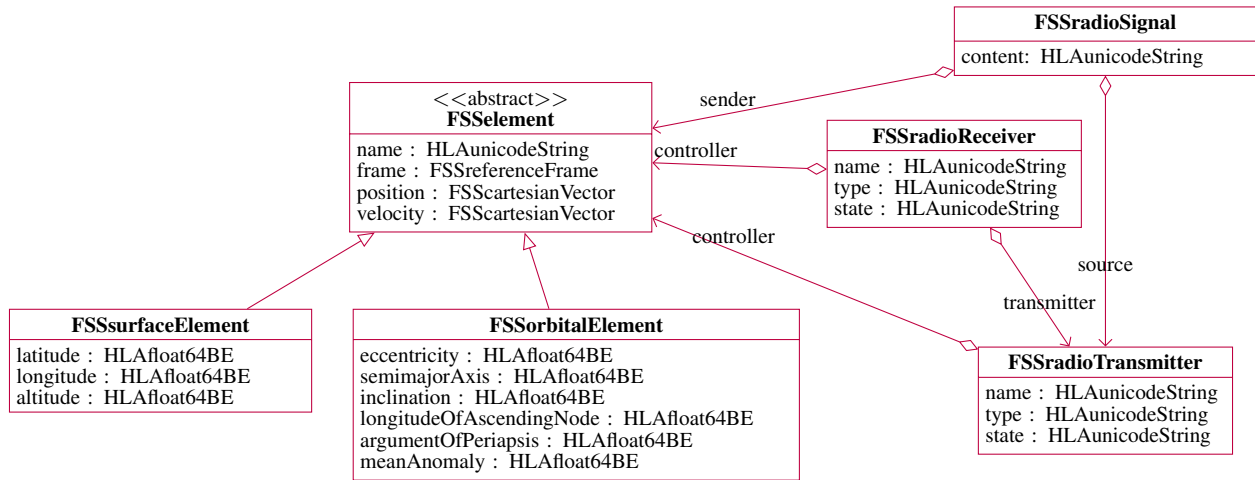 FSSradioSignal
content: HLAunicodeString
<<abstract>>
FSSelement
name : HLAunicodeString
frame : FSSreferenceFrame
position : FSScartesianVector
velocity : FSScartesianVector
sender
controller
FSSradioReceiver
name : HLAunicodeString
type : HLAunicodeString
state : HLAunicodeString
controller
source
transmitter
FSSsurfaceElement
latitude : HLAfloat64BE
longitude : HLAfloat64BE
altitude : HLAfloat64BE
FSSorbitalElement
eccentricity : HLAfloat64BE
semimajorAxis : HLAfloat64BE
inclination : HLAfloat64BE
longitudeOfAscendingNode : HLAfloat64BE
argumentOfPeriapsis : HLAfloat64BE
meanAnomaly : HLAfloat64BE
FSSradioTransmitter
name : HLAunicodeString
type : HLAunicodeString
state : HLAunicodeString